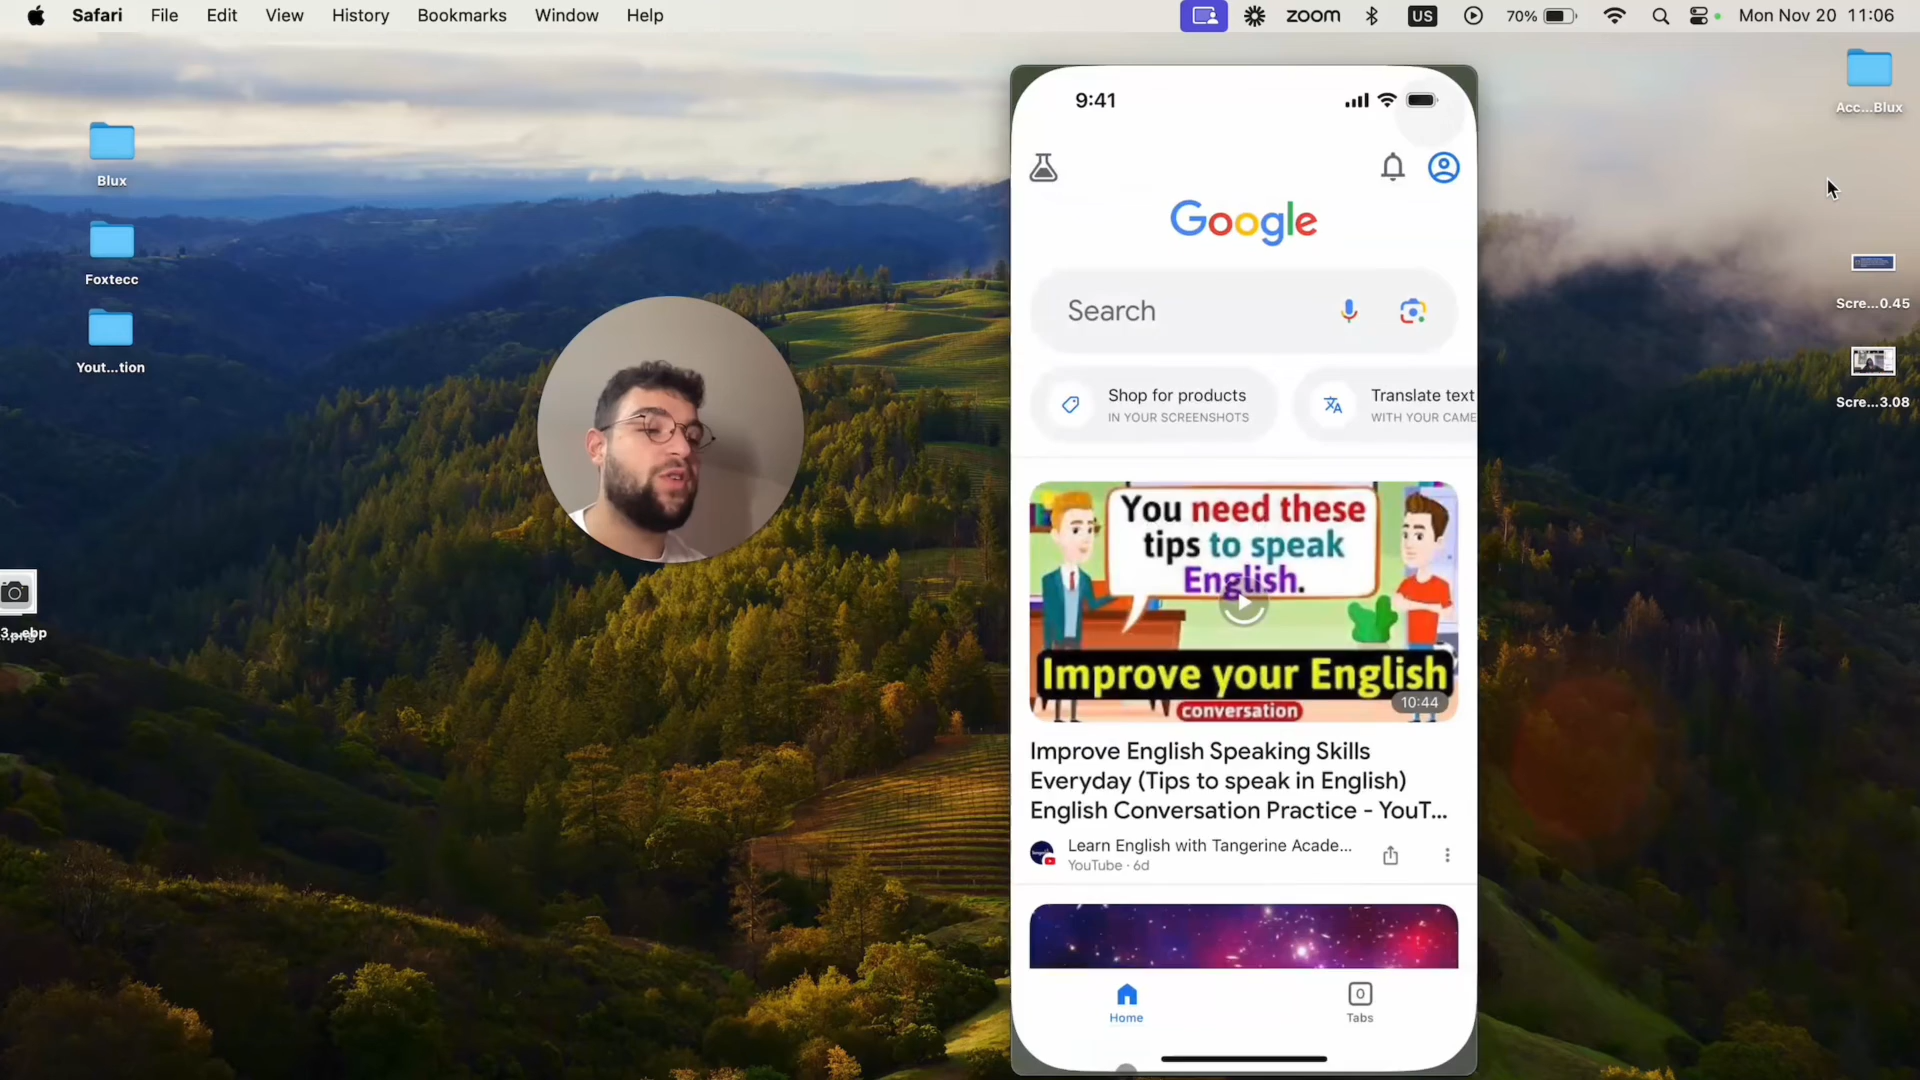 Safari File Edit View History Bookmarks Window Help
zoom US 70% Mon Nov 20 11:06
Blux
Foxtecc
Yout...tion
Acc...Blux
Scre...0.45
Scre...3.08
9:41
Google
Search
Shop for products
IN YOUR SCREENSHOTS
Translate text
WITH YOUR CAME
You need these
tips to speak
English.
Improve your English
conversation
10:44
Improve English Speaking Skills
Everyday (Tips to speak in English)
English Conversation Practice - YouT...
Learn English with Tangerine Acade...
YouTube · 6d
0
Home
Tabs